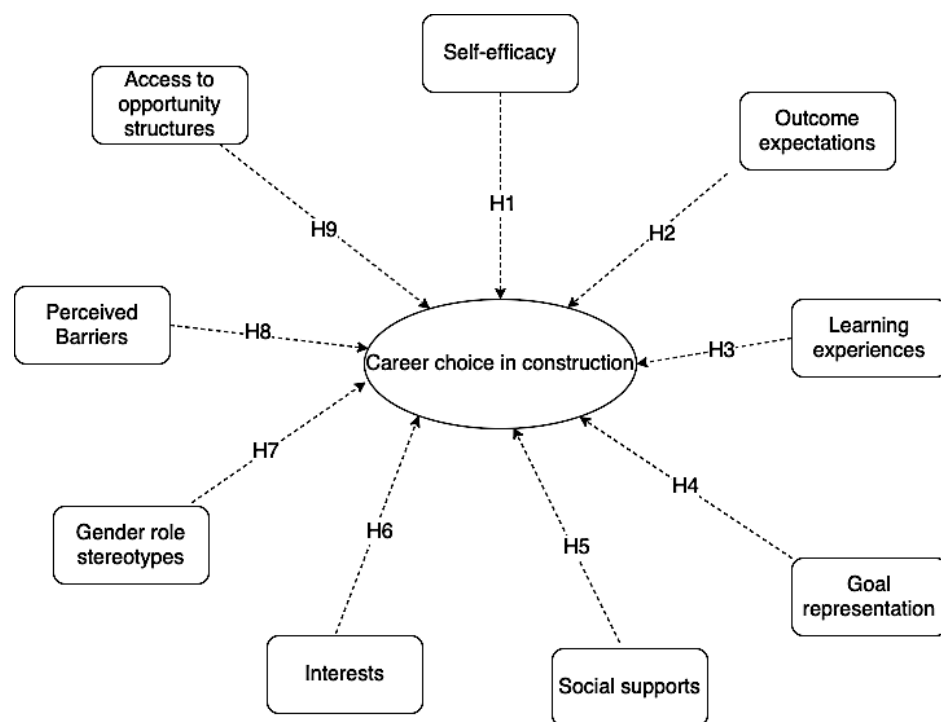 Self-efficacy
Access to
opportunity
structures
Outcome
expectations
H1
H9
H2
Perceived
Barriers
H8
Career choice in construction
H3
Learning
experiences
H7
H4
Gender role
stereotypes
H6
H5
Goal
representation
Interests
Social supports